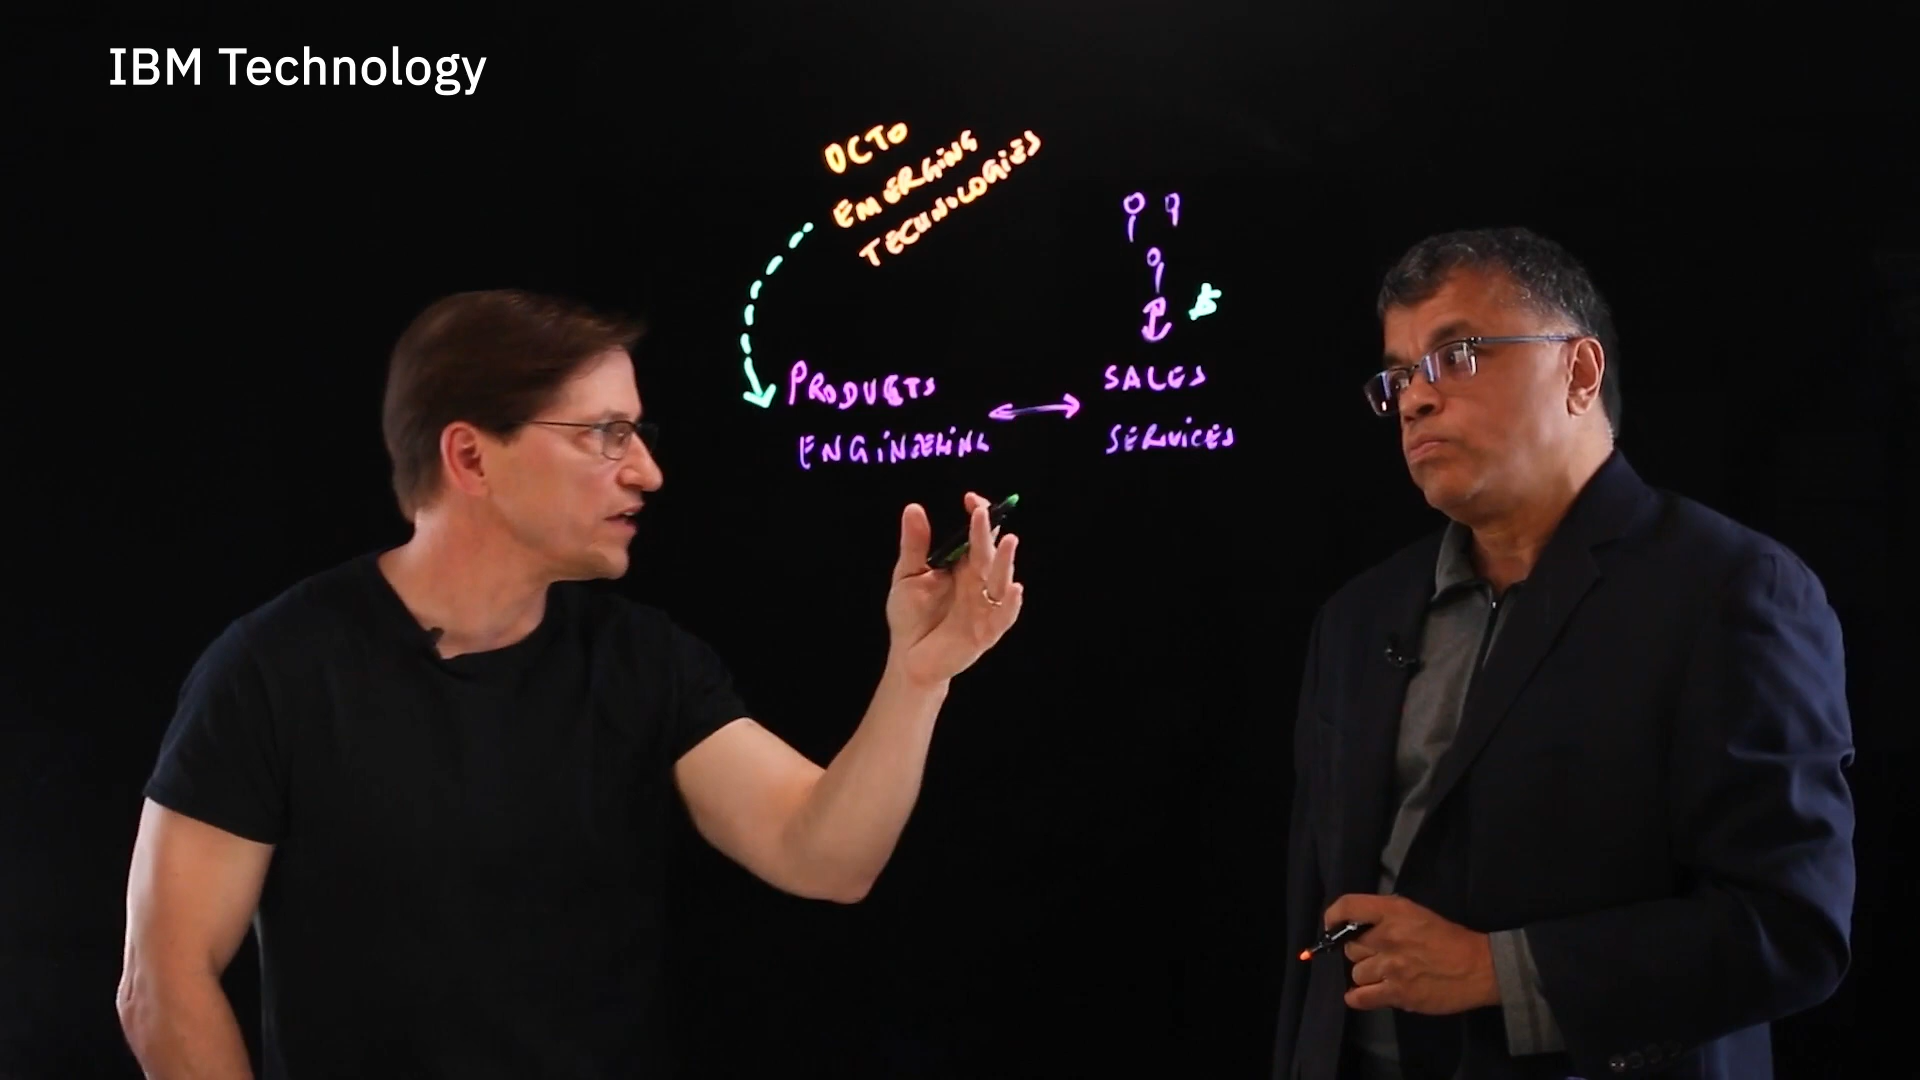 IBM Technology
OCTO
EMERGING
TECHNOLOGIES
PRODUCTS
ENGINEERING
SALES
SERVICES
$